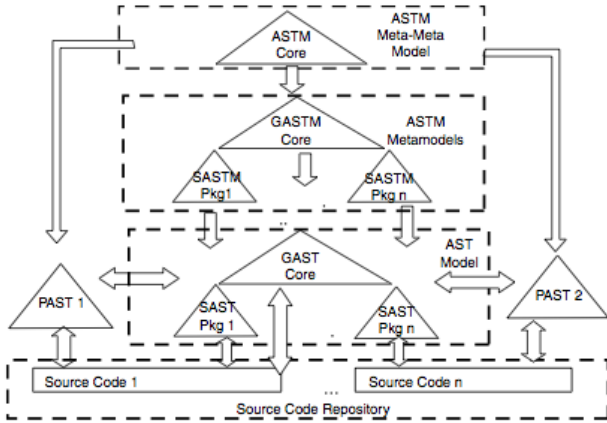 ASTM
Core
ASTM
Meta-Meta
Model
GASTM
Core
ASTM
Metamodels
SASTM
Pkg1
SASTM
Pkg n
..
.
GAST
Core
AST
Model
PAST 1
SAST
Pkg 1
SAST
Pkg n
.
PAST 2
Source Code 1
...
Source Code n
Source Code Repository